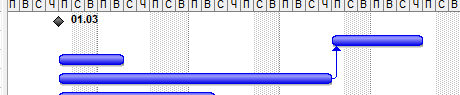 П В С Ч П С В П В С Ч П С В П В С Ч П С В П В С Ч П С В П В С Ч П С В
01.03